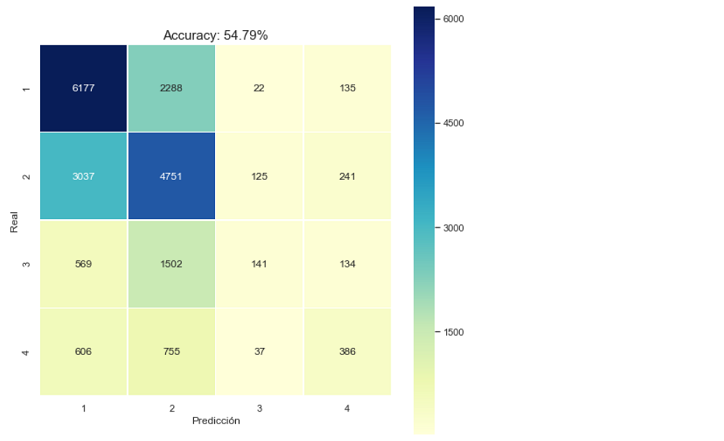 Accuracy: 54.79%
6000
4500
3000
1500
Real
1 6177 2288 22 135
2 3037 4751 125 241
3 569 1502 141 134
4 606 755 37 386
1 2 3 4
Predicción